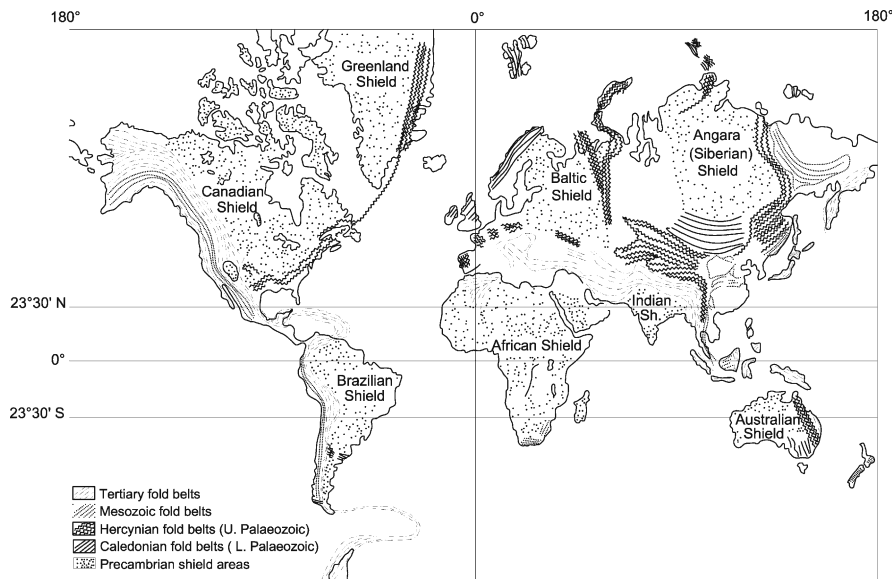 180°
0°
180°
Greenland
Shield
Angara
(Siberian)
Shield
Baltic
Shield
Canadian
Shield
23°30' N
Indian
Sh.
African Shield
0°
Brazilian
Shield
23°30' S
Australian
Shield
Tertiary fold belts
Mesozoic fold belts
Hercynian fold belts (U. Palaeozoic)
Caledonian fold belts ( L. Palaeozoic)
Precambrian shield areas